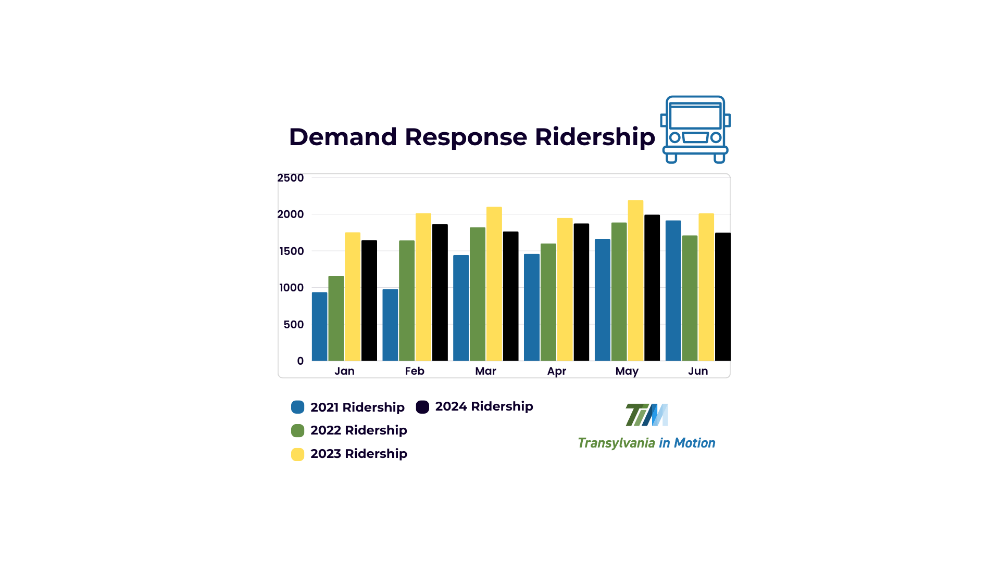 Demand Response Ridership
2500
2000
1500
1000
500
0
Jan Feb Mar Apr May Jun
2021 Ridership 2024 Ridership
2022 Ridership
2023 Ridership
TiM
Transylvania in Motion